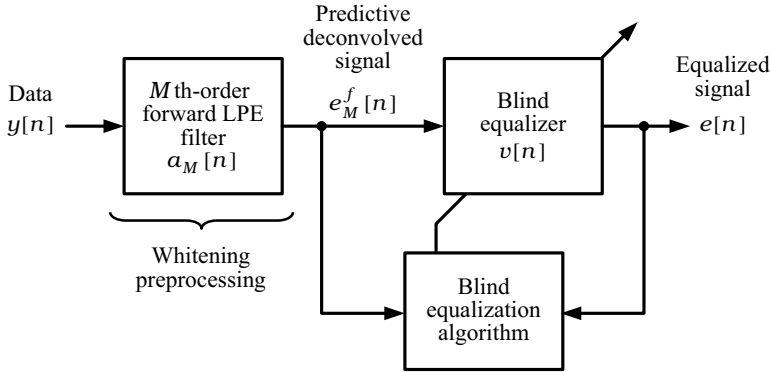 Data
y[n]
M th-order
forward LPE
filter
a_M [n]
Predictive
deconvolved
signal
e_M^f [n]
Blind
equalizer
v[n]
Equalized
signal
e[n]
Whitening
preprocessing
Blind
equalization
algorithm